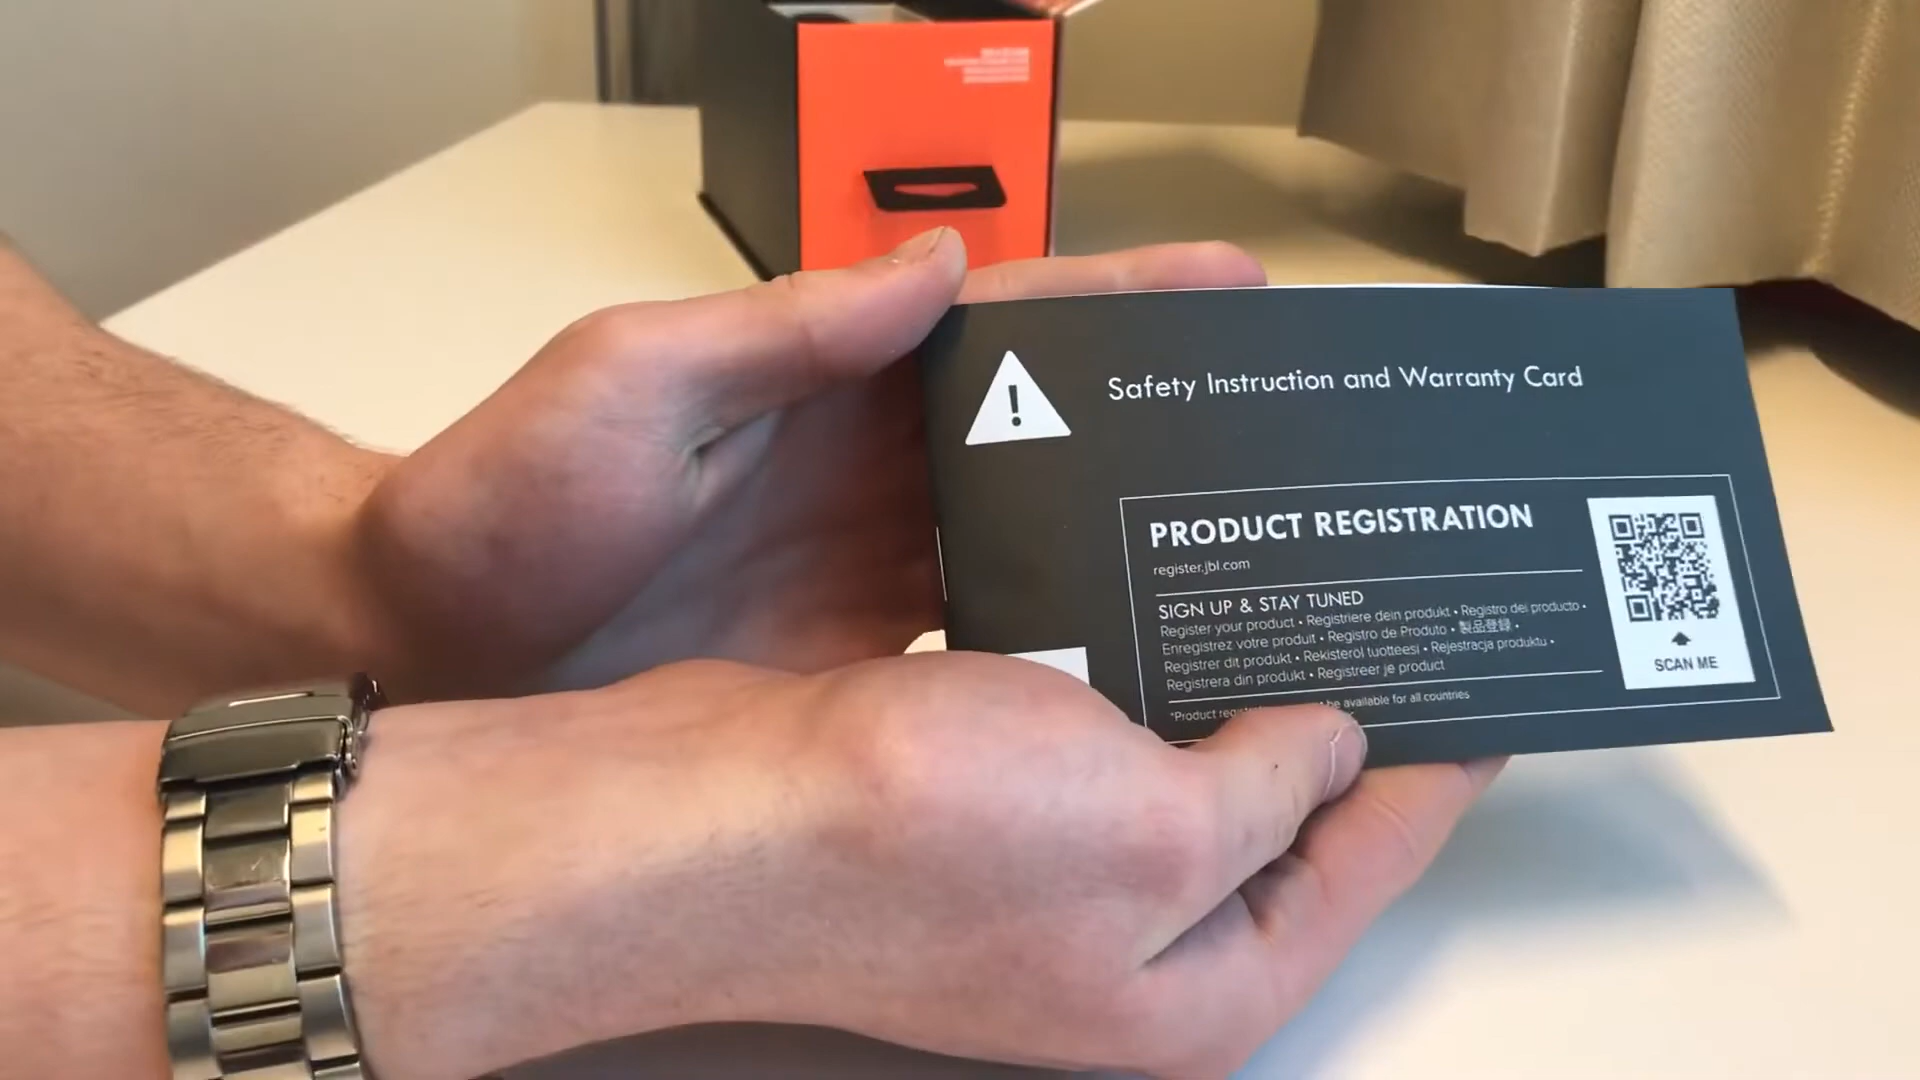 !
Safety Instruction and Warranty Card
PRODUCT REGISTRATION
register.jbl.com
SIGN UP & STAY TUNED
Register your product • Registriere dein produkt • Registro del producto •
Enregistrez votre produit • Registro de Produto • 製品登録 •
Registrer dit produkt • Rekisteröi tuotteesi • Rejestracja produktu •
Registrera din produkt • Registreer je product
*Product be available for all countries
SCAN ME